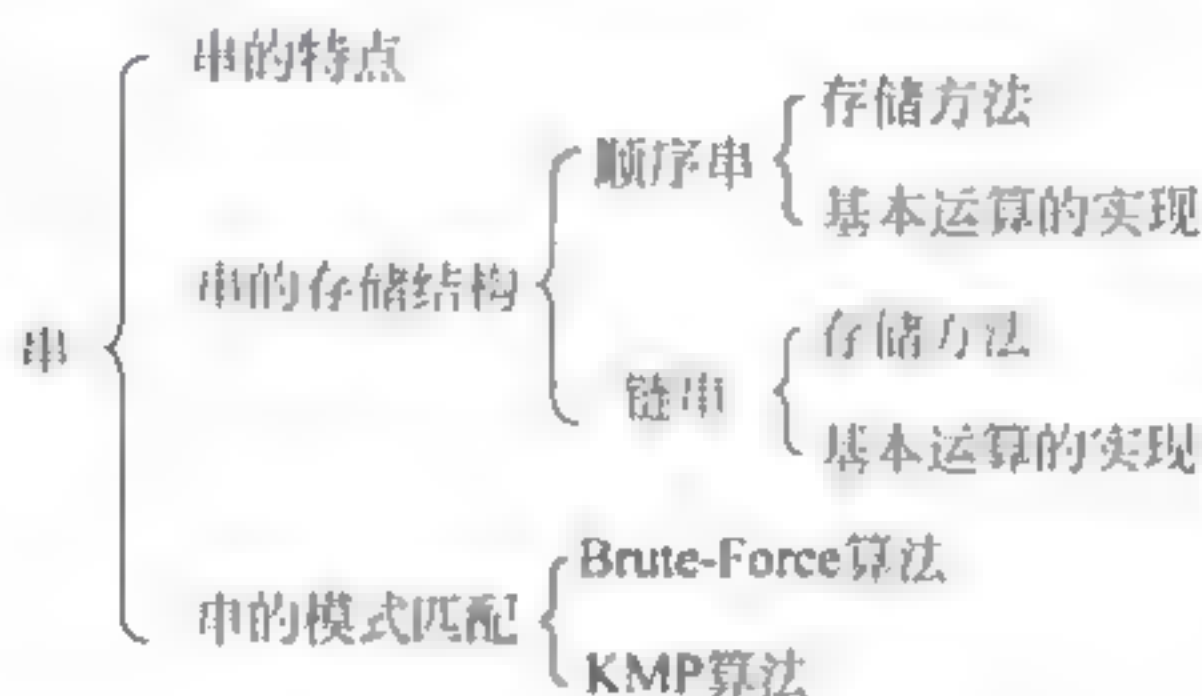 串
串的特点
串的存储结构
顺序串
存储方法
基本运算的实现
链串
存储方法
基本运算的实现
串的模式匹配
Brute-Force算法
KMP算法